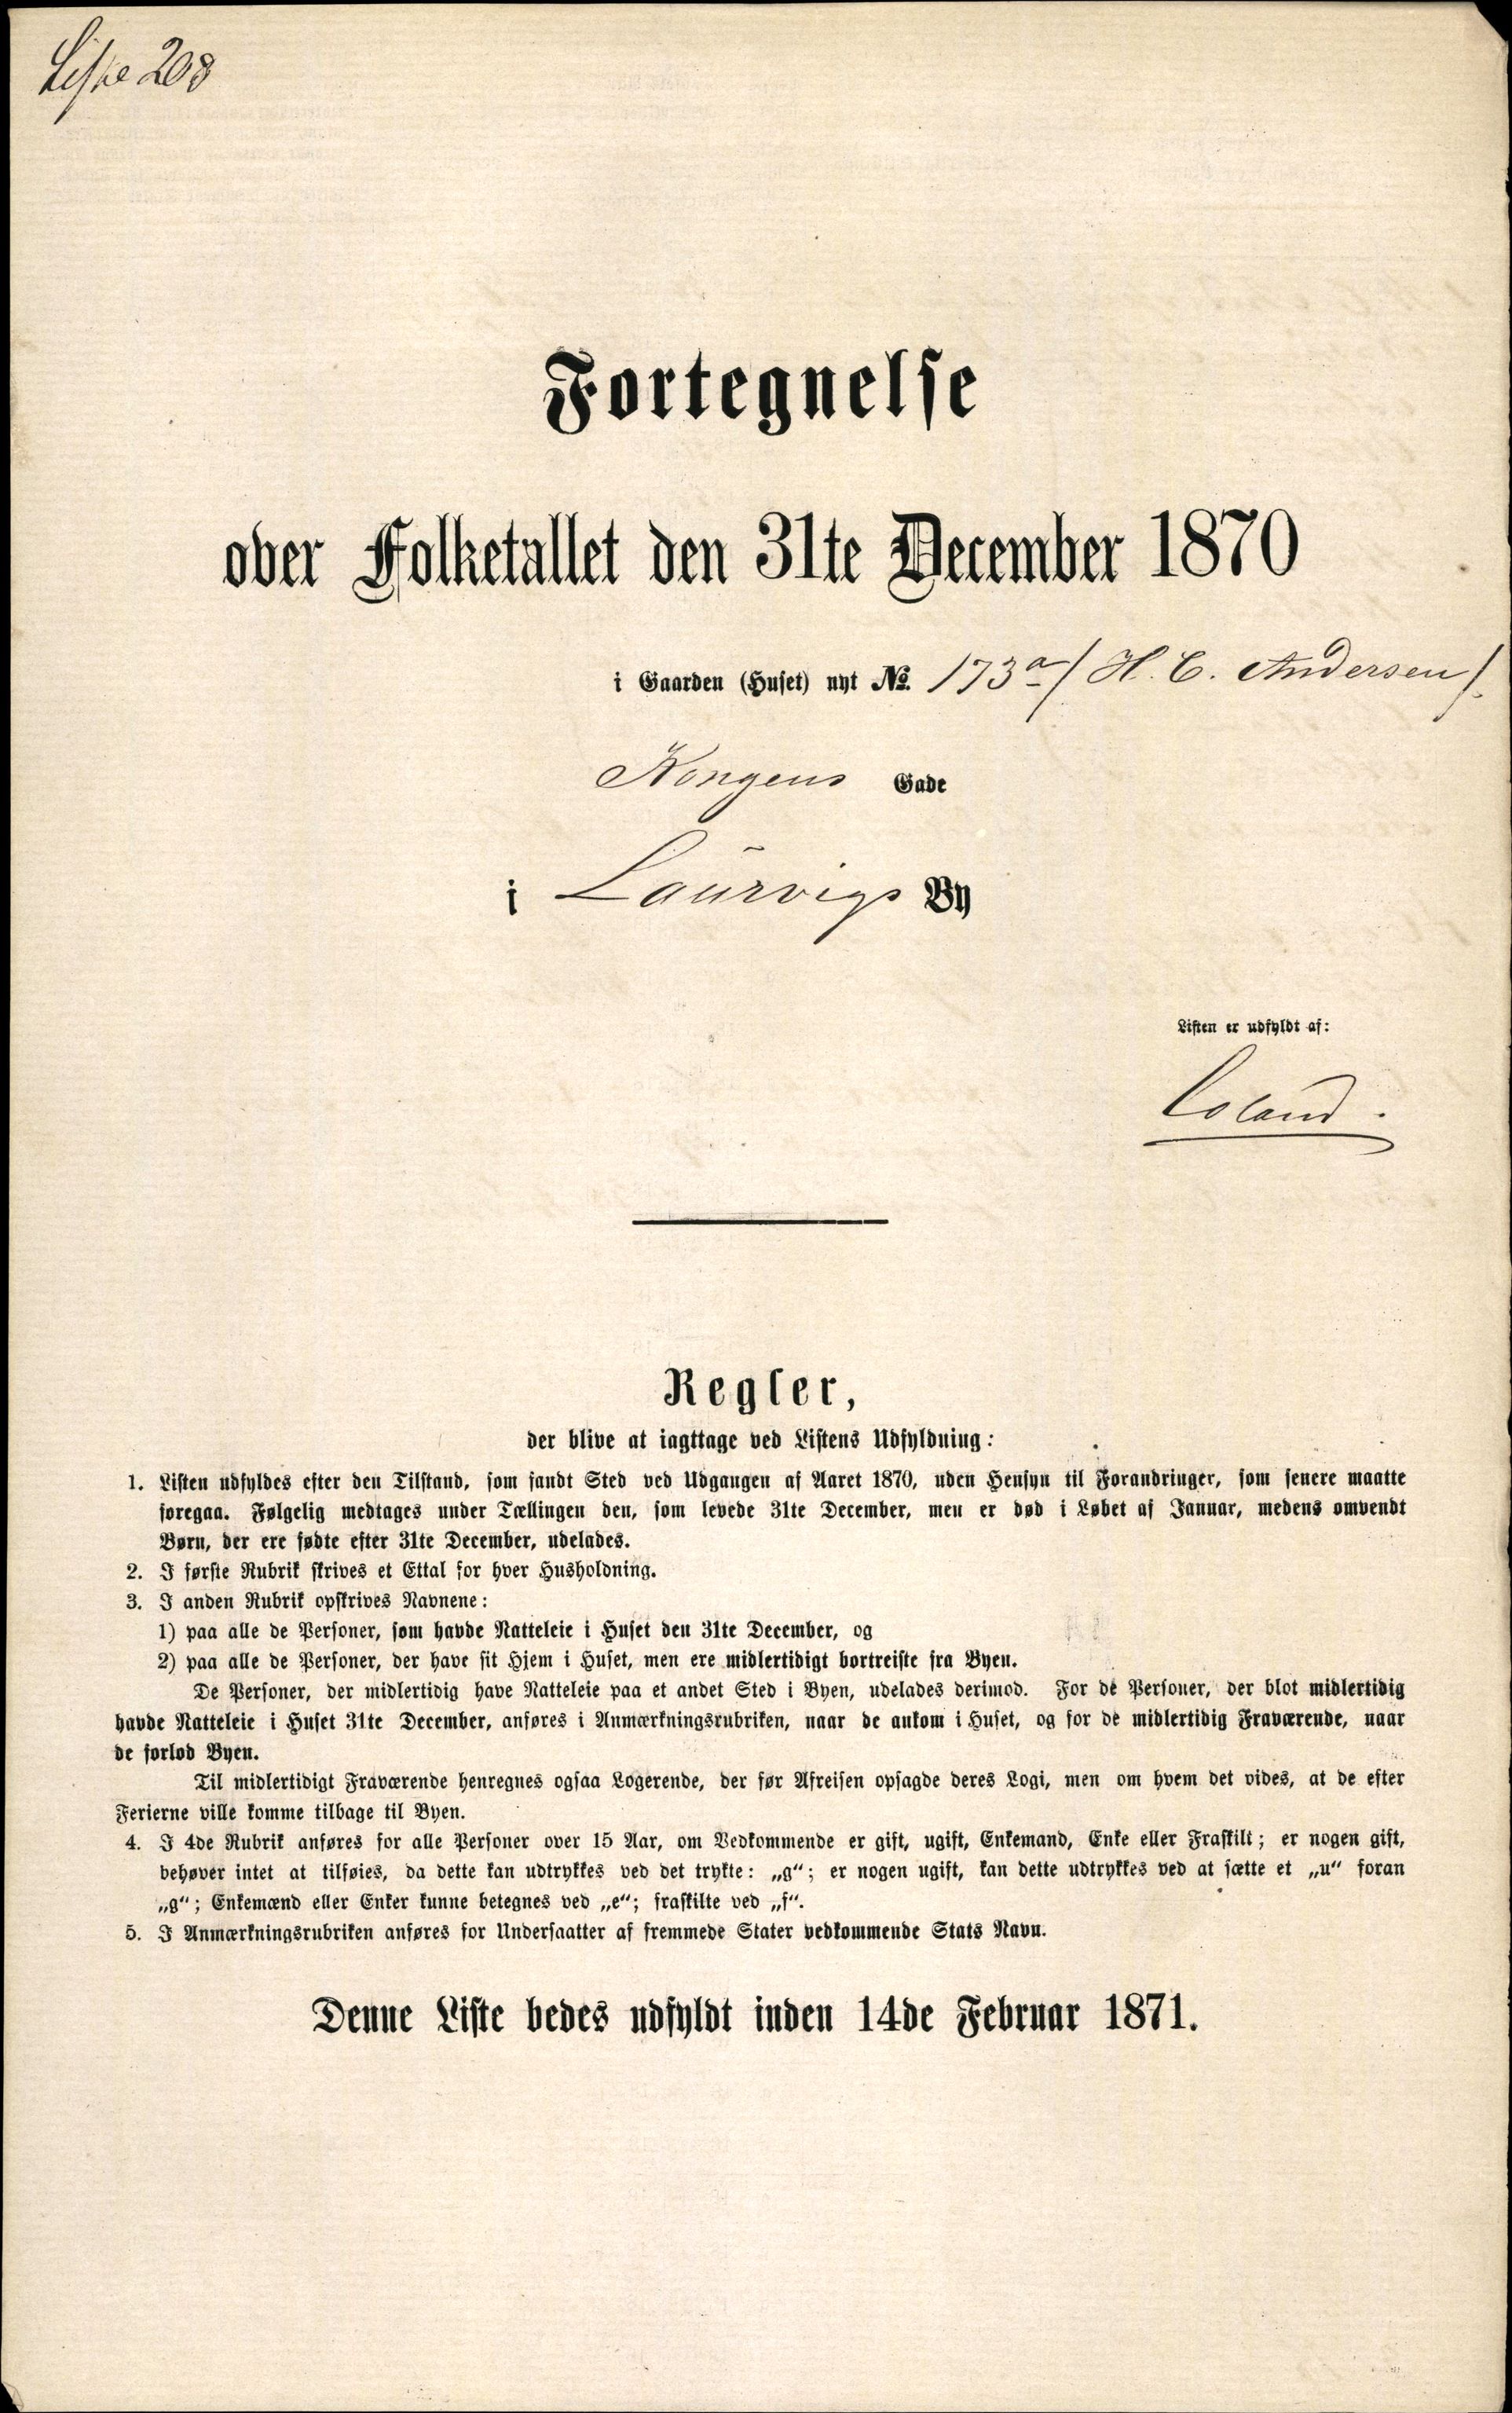 Liste 208
Fortegnelse
over Folketallet den 31te December 1870
i Gaarden (Huset) nyt No. 173a / H. C. Andersen /.
Kongens Gade
i Laurvigs By
Listen er udfyldt af:
Coland.
Regler,
der blive at iagttage ved Listens Udfyldning:
1. Listen udfyldes efter den Tilstand, som fandt Sted ved Udgangen af Aaret 1870, uden Hensyn til Forandringer, som senere maatte
foregaa. Følgelig medtages under Tællingen den, som levede 31te December, men er død i Løbet af Januar, medens omvendt
Børn, der ere fødte efter 31te December, udelades.
2. I første Rubrik skrives et Ettal for hver Husholdning.
3. I anden Rubrik opskrives Navnene:
1) paa alle de Personer, som havde Natteleie i Huset den 31te December, og
2) paa alle de Personer, der have sit Hjem i Huset, men ere midlertidigt bortreiste fra Byen.
De Personer, der midlertidig have Natteleie paa et andet Sted i Byen, udelades derimod. For de Personer, der blot midlertidig
havde Natteleie i Huset 31te December, anføres i Anmærkningsrubriken, naar de ankom i Huset, og for de midlertidig Fraværende, naar
de forlod Byen.
Til midlertidigt Fraværende henregnes ogsaa Logerende, der før Afreisen opsagde deres Logi, men om hvem det vides, at de efter
Ferierne ville komme tilbage til Byen.
4. I 4de Rubrik anføres for alle Personer over 15 Aar, om Vedkommende er gift, ugift, Enkemand, Enke eller Fraskilt; er nogen gift,
behøver intet at tilføies, da dette kan udtrykkes ved det trykte: „g“; er nogen ugift, kan dette udtrykkes ved at sætte et „u“ foran
„g“; Enkemænd eller Enker kunne betegnes ved „e“; fraskilte ved „f“.
5. I Anmærkningsrubriken anføres for Undersaatter af fremmede Stater vedkommende Stats Navn.
Denne Liste bedes udfyldt inden 14de Februar 1871.